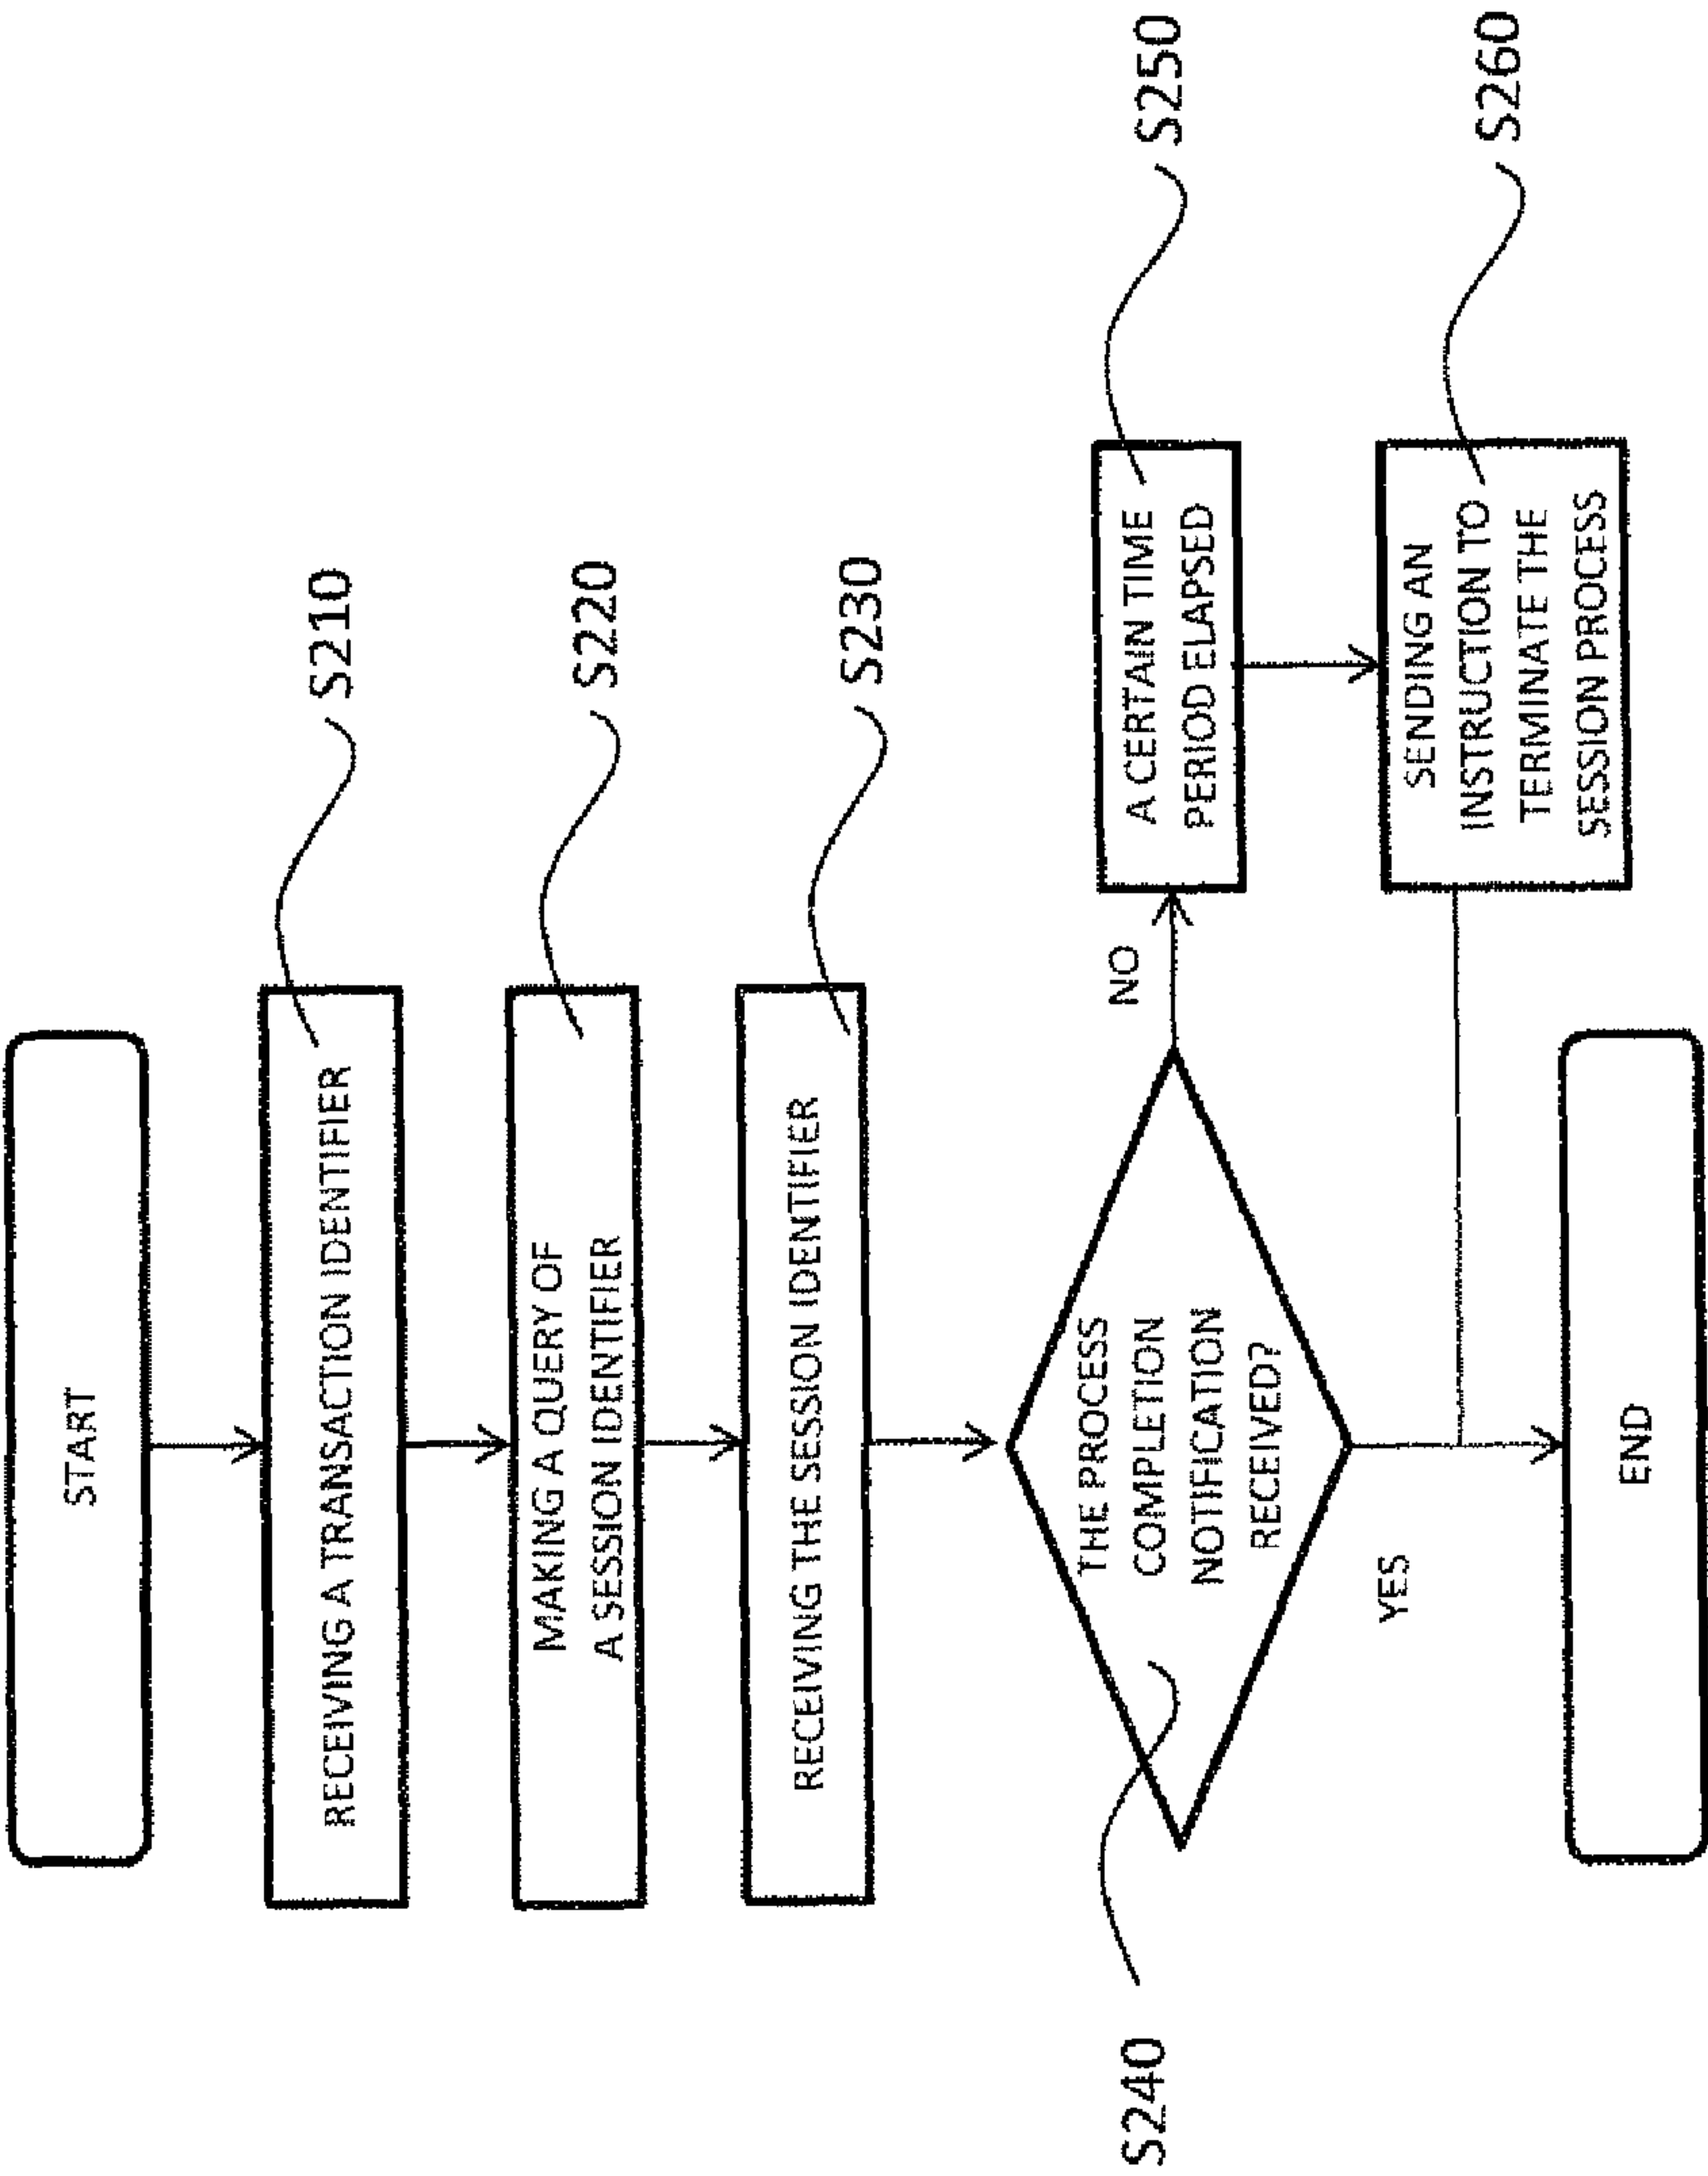 START
RECEIVING A TRANSACTION IDENTIFIER
S210
MAKING A QUERY OF
A SESSION IDENTIFIER
S220
RECEIVING THE SESSION IDENTIFIER
S230
THE PROCESS
COMPLETION
NOTIFICATION
RECEIVED?
S240
NO
A CERTAIN TIME
PERIOD ELAPSED
S250
SENDING AN
INSTRUCTION TO
TERMINATE THE
SESSION PROCESS
S260
YES
END